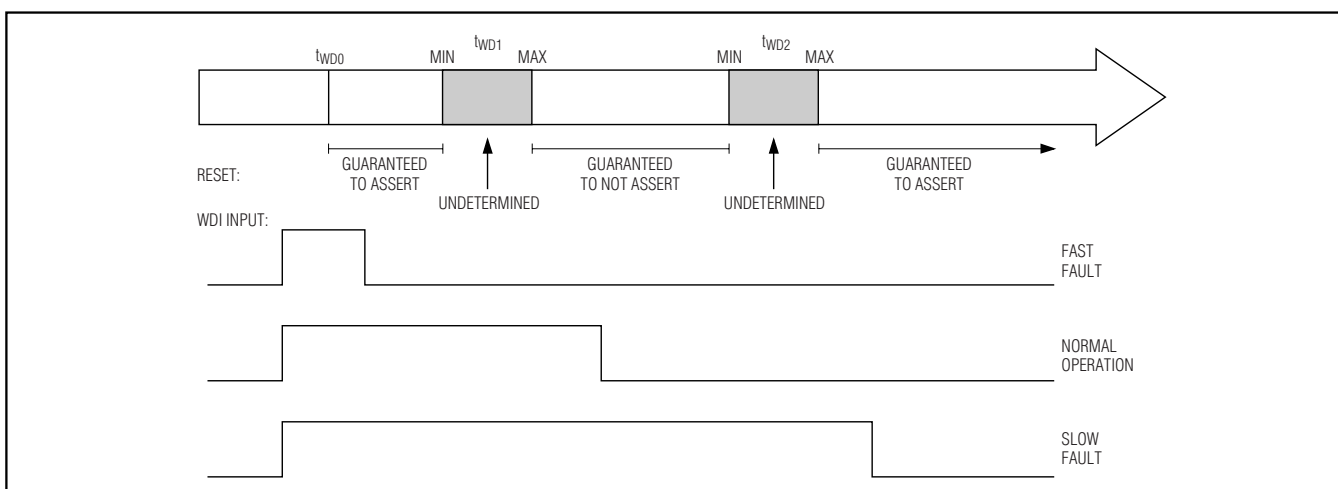 tWD0
MIN
tWD1
MAX
MIN
tWD2
MAX
RESET:
GUARANTEED
TO ASSERT
UNDETERMINED
GUARANTEED
TO NOT ASSERT
UNDETERMINED
GUARANTEED
TO ASSERT
WDI INPUT:
FAST
FAULT
NORMAL
OPERATION
SLOW
FAULT